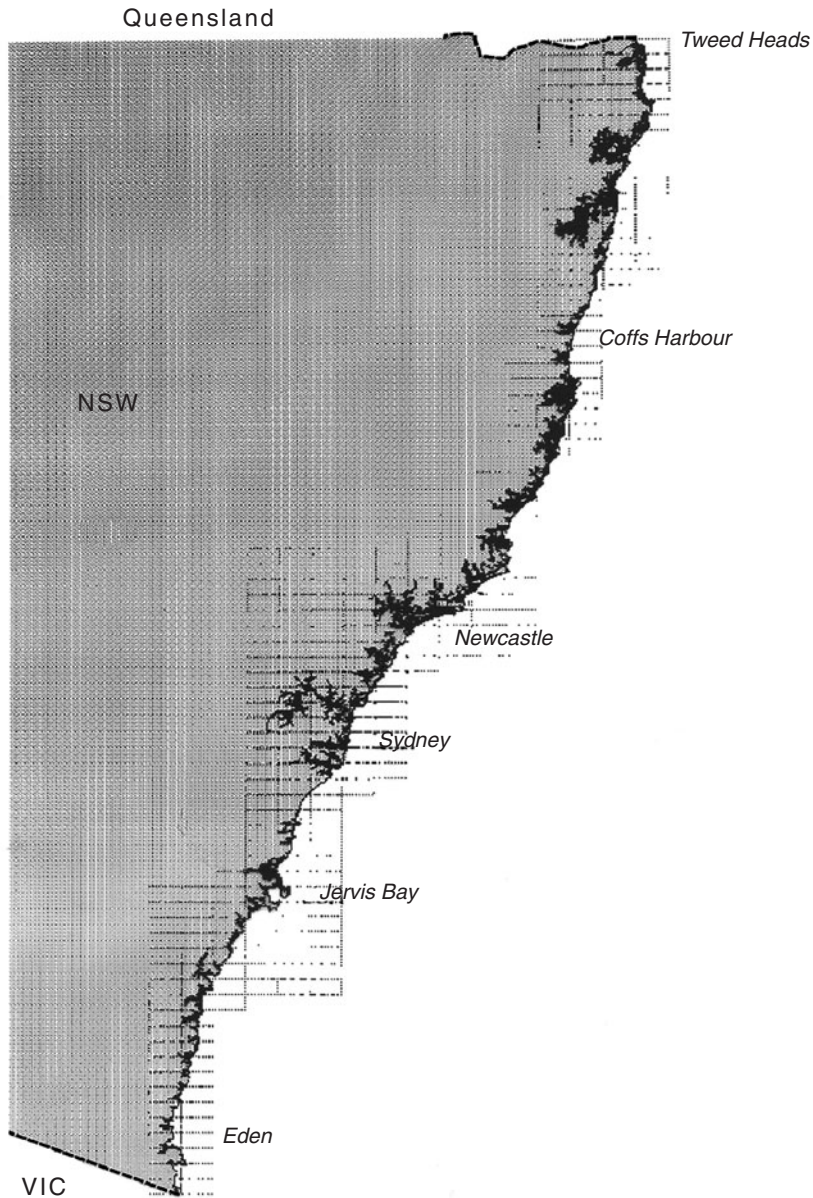 Queensland
Tweed Heads
Coffs Harbour
NSW
Newcastle
Sydney
Jervis Bay
Eden
VIC